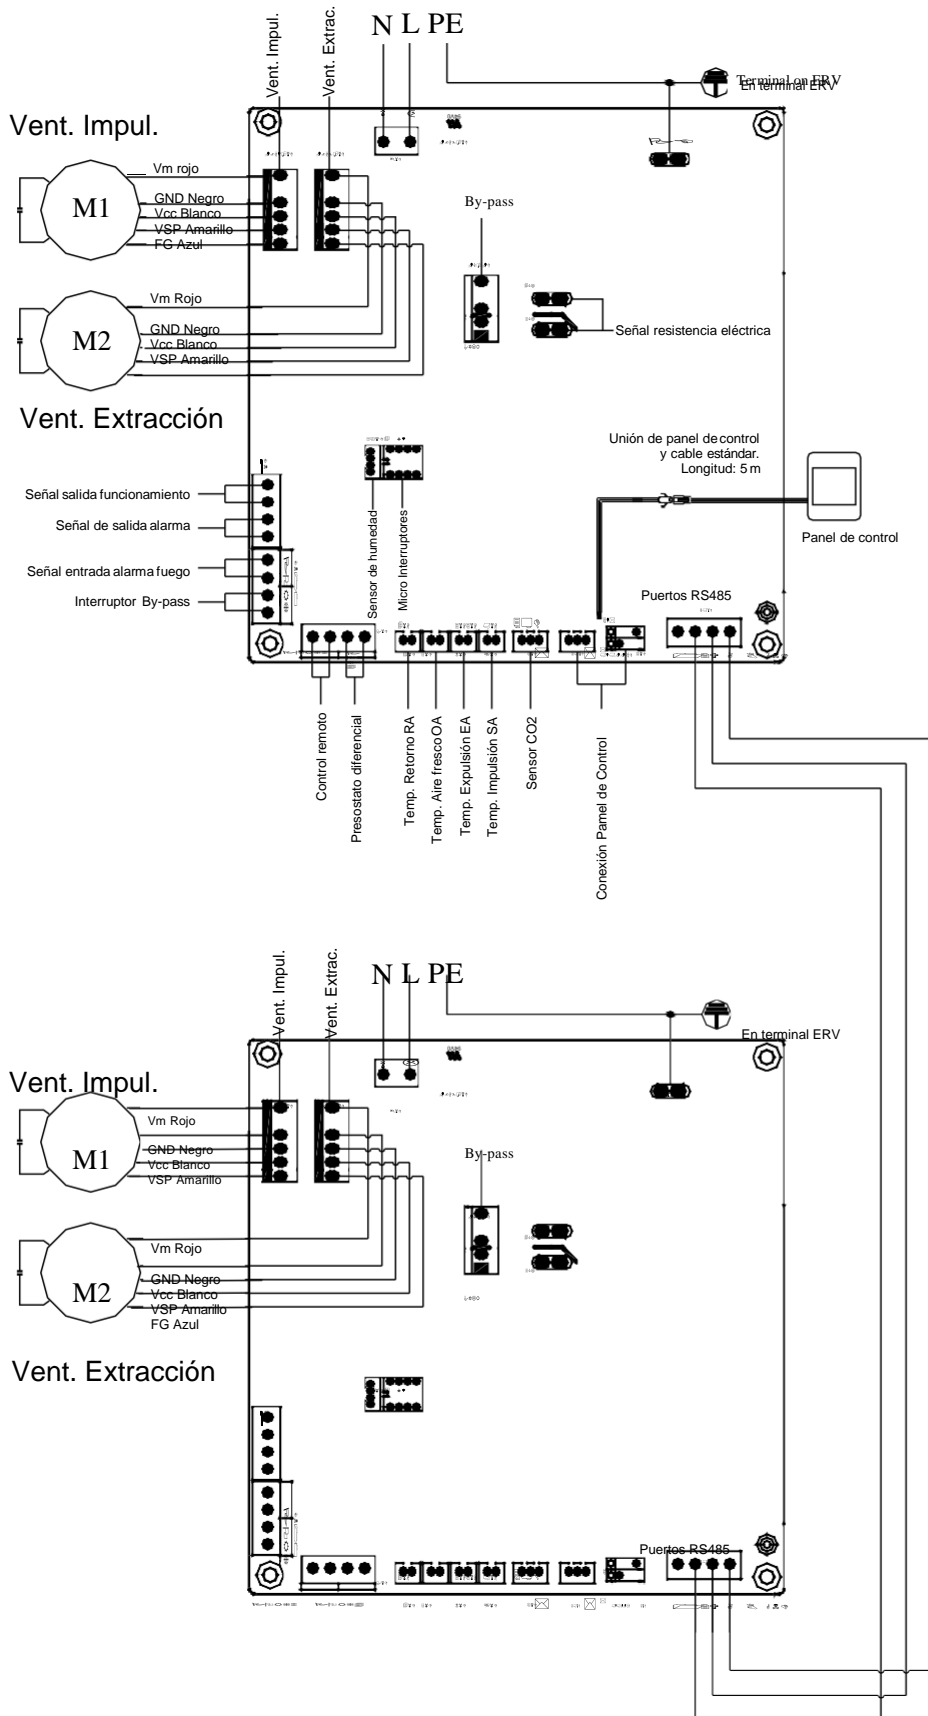 N L PE
Vent. Impul.
Vent. Extrac.
Terminal on ERV
En terminal ERV
Vent. Impul.
Vm rojo
M1
GND Negro
Vcc Blanco
VSP Amarillo
FG Azul
By-pass
Vm Rojo
M2
GND Negro
Vcc Blanco
VSP Amarillo
Señal resistencia eléctrica
Vent. Extracción
Unión de panel de control
y cable estándar.
Longitud: 5 m
Señal salida funcionamiento
Señal de salida alarma
Panel de control
Señal entrada alarma fuego
Interruptor By-pass
Sensor de humedad
Micro Interruptores
Puertos RS485
Control remoto
Presostato diferencial
Temp. Retorno RA
Temp. Aire fresco OA
Temp. Expulsión EA
Temp. Impulsión SA
Sensor CO2
Conexión Pamel de Control
N L PE
Vent. Impul.
Vent. Extrac.
En terminal ERV
Vent. Impul.
Vm Rojo
M1
GND Negro
Vcc Blanco
VSP Amarillo
By-pass
Vm Rojo
M2
GND Negro
Vcc Blanco
VSP Amarillo
FG Azul
Vent. Extracción
Puertos RS485